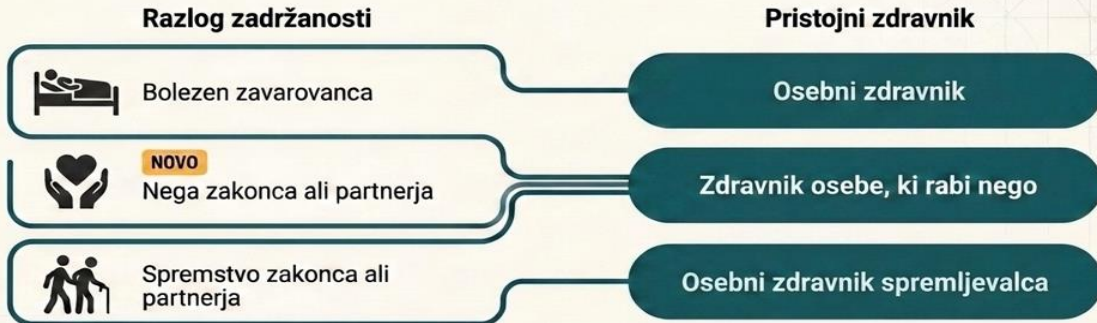 Razlog zadržanosti
Pristojni zdravnik
Bolezen zavarovanca
Osebni zdravnik
NOVO
Nega zakonca ali partnerja
Zdravnik osebe, ki rabi nego
Spremstvo zakonca ali
partnerja
Osebni zdravnik spremljevalca